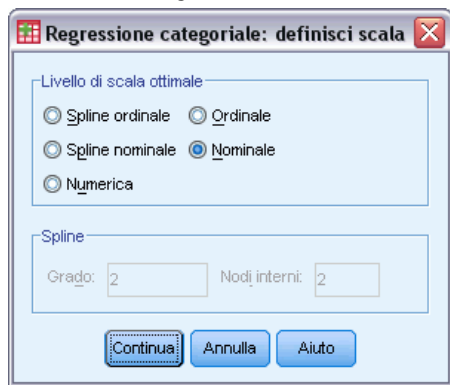 Regressione categoriale: definisci scala
Livello di scala ottimale
Spline ordinale Ordinale
Spline nominale Nominale
Numerica
Spline
Grado: 2 Nodi interni: 2
Continua Annulla Aiuto